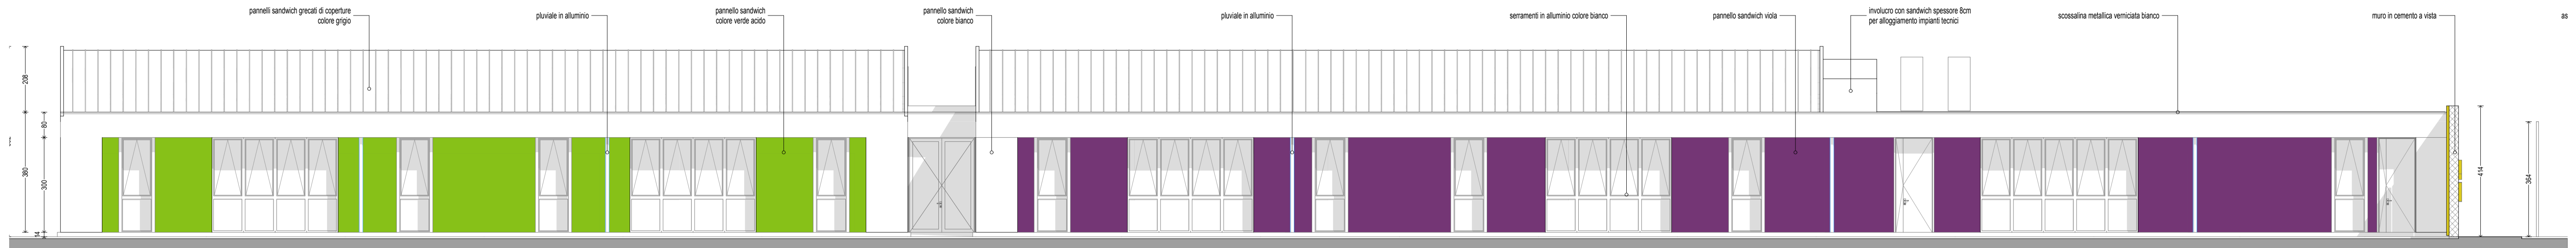 pannelli sandwich grecati di coperture
colore grigio
pluviale in alluminio
pannello sandwich
colore verde acido
pannello sandwich
colore bianco
pluviale in alluminio
serramenti in alluminio colore bianco
pannello sandwich viola
involucro con sandwich spessore 8cm
per alloggiamento impianti tecnici
scossalina metallica verniciata bianco
muro in cemento a vista
as
208
80
380
300
14
414
364